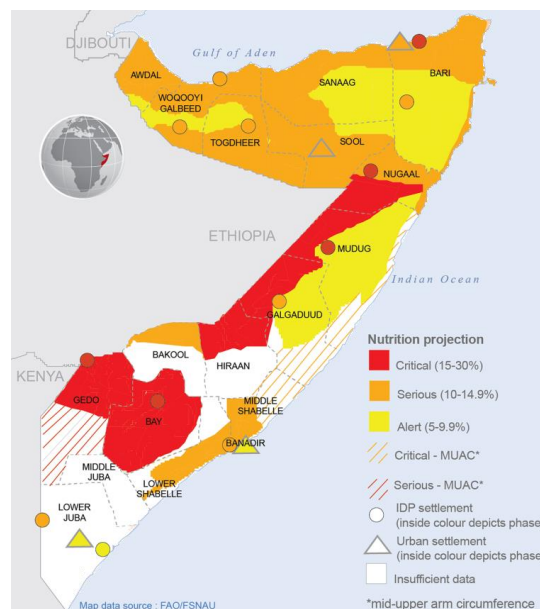 DJIBOUTI
Gulf of Aden
AWDAL
WOQOOYI
GALBEED
TOGDHEER
SANAAG
BARI
SOOL
NUGAAL
ETHIOPIA
MUDUG
Indian Ocean
GALGADUUD
KENYA
BAKOOL
HIRAAN
GEDO
BAY
MIDDLE
SHABELLE
BANADIR
MIDDLE
JUBA
LOWER
SHABELLE
LOWER
JUBA
Nutrition projection
Critical (15-30%)
Serious (10-14.9%)
Alert (5-9.9%)
Critical - MUAC*
Serious - MUAC*
IDP settlement
(inside colour depicts phase
Urban settlement
(inside colour depicts phase
Insufficient data
*mid-upper arm circumference
Map data source : FAO/FSNAU